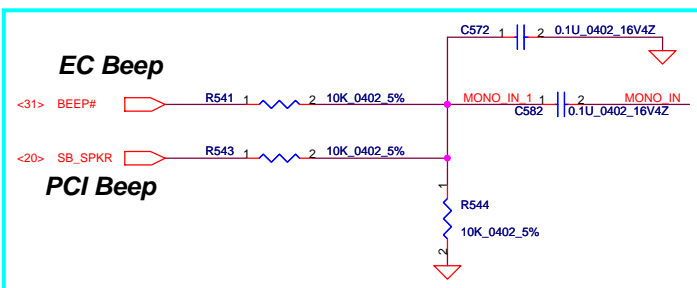 C572 1 2 0.1U_0402_16V4Z
EC Beep
<31> BEEP# R541 1 2 10K_0402_5% MONO_IN_1 1 2 MONO_IN
C582 0.1U_0402_16V4Z
<20> SB_SPKR R543 1 2 10K_0402_5%
PCI Beep
1
R544
10K_0402_5%
2